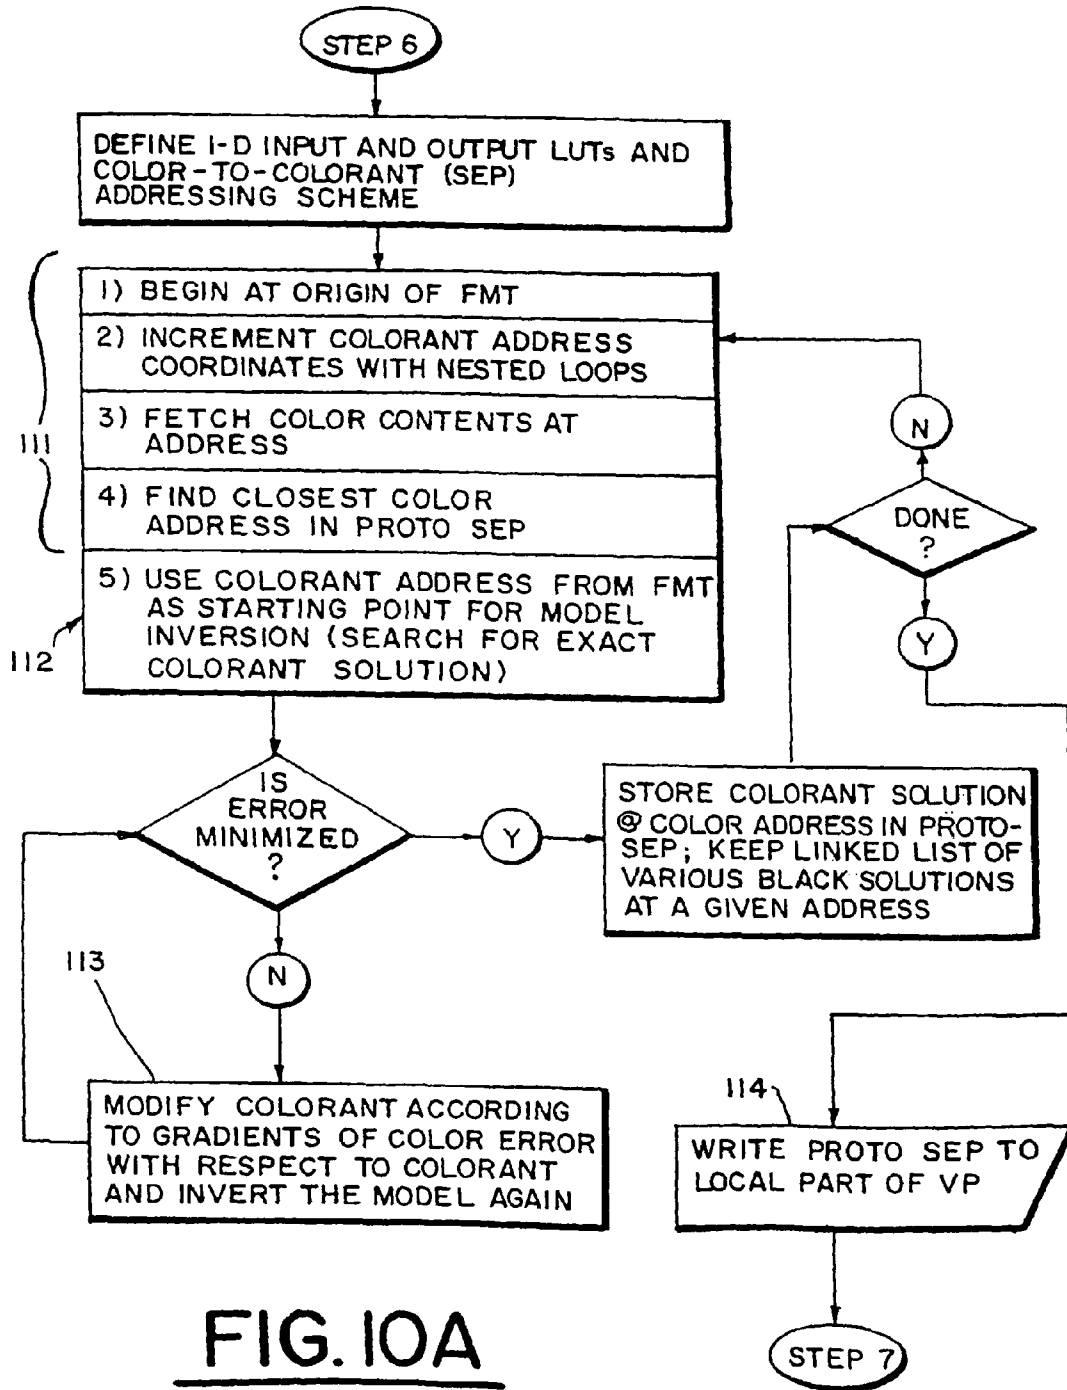 STEP 6
DEFINE 1-D INPUT AND OUTPUT LUTs AND
COLOR-TO-COLORANT (SEP)
ADDRESSING SCHEME
111
1) BEGIN AT ORIGIN OF FMT
2) INCREMENT COLORANT ADDRESS
COORDINATES WITH NESTED LOOPS
3) FETCH COLOR CONTENTS AT
ADDRESS
4) FIND CLOSEST COLOR
ADDRESS IN PROTO SEP
112
5) USE COLORANT ADDRESS FROM FMT
AS STARTING POINT FOR MODEL
INVERSION (SEARCH FOR EXACT
COLORANT SOLUTION)
N
DONE
?
Y
IS
ERROR
MINIMIZED
?
Y
STORE COLORANT SOLUTION
@ COLOR ADDRESS IN PROTO-
SEP; KEEP LINKED LIST OF
VARIOUS BLACK SOLUTIONS
AT A GIVEN ADDRESS
N
113
MODIFY COLORANT ACCORDING
TO GRADIENTS OF COLOR ERROR
WITH RESPECT TO COLORANT
AND INVERT THE MODEL AGAIN
114
WRITE PROTO SEP TO
LOCAL PART OF VP
STEP 7
FIG. 10A